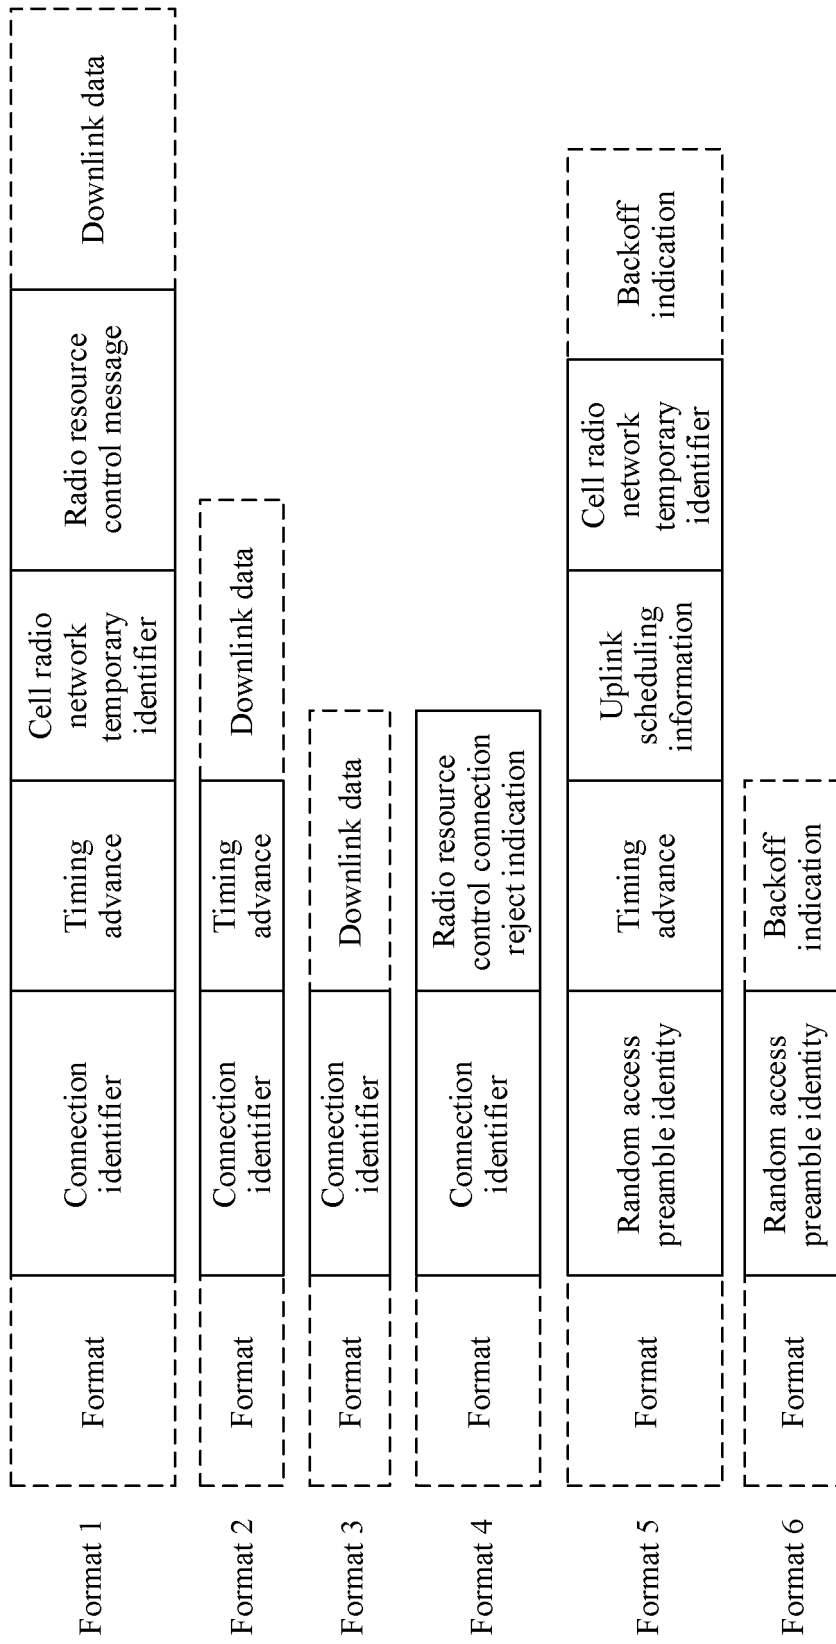 Format 1
Format
Connection
identifier
Timing
advance
Cell radio
network
temporary
identifier
Radio resource
control message
Downlink data
Format 2
Format
Connection
identifier
Timing
advance
Downlink data
Format 3
Format
Connection
identifier
Downlink data
Format 4
Format
Connection
identifier
Radio resource
control connection
reject indication
Format 5
Format
Random access
preamble identity
Timing
advance
Uplink
scheduling
information
Cell radio
network
temporary
identifier
Backoff
indication
Format 6
Format
Random access
preamble identity
Backoff
indication